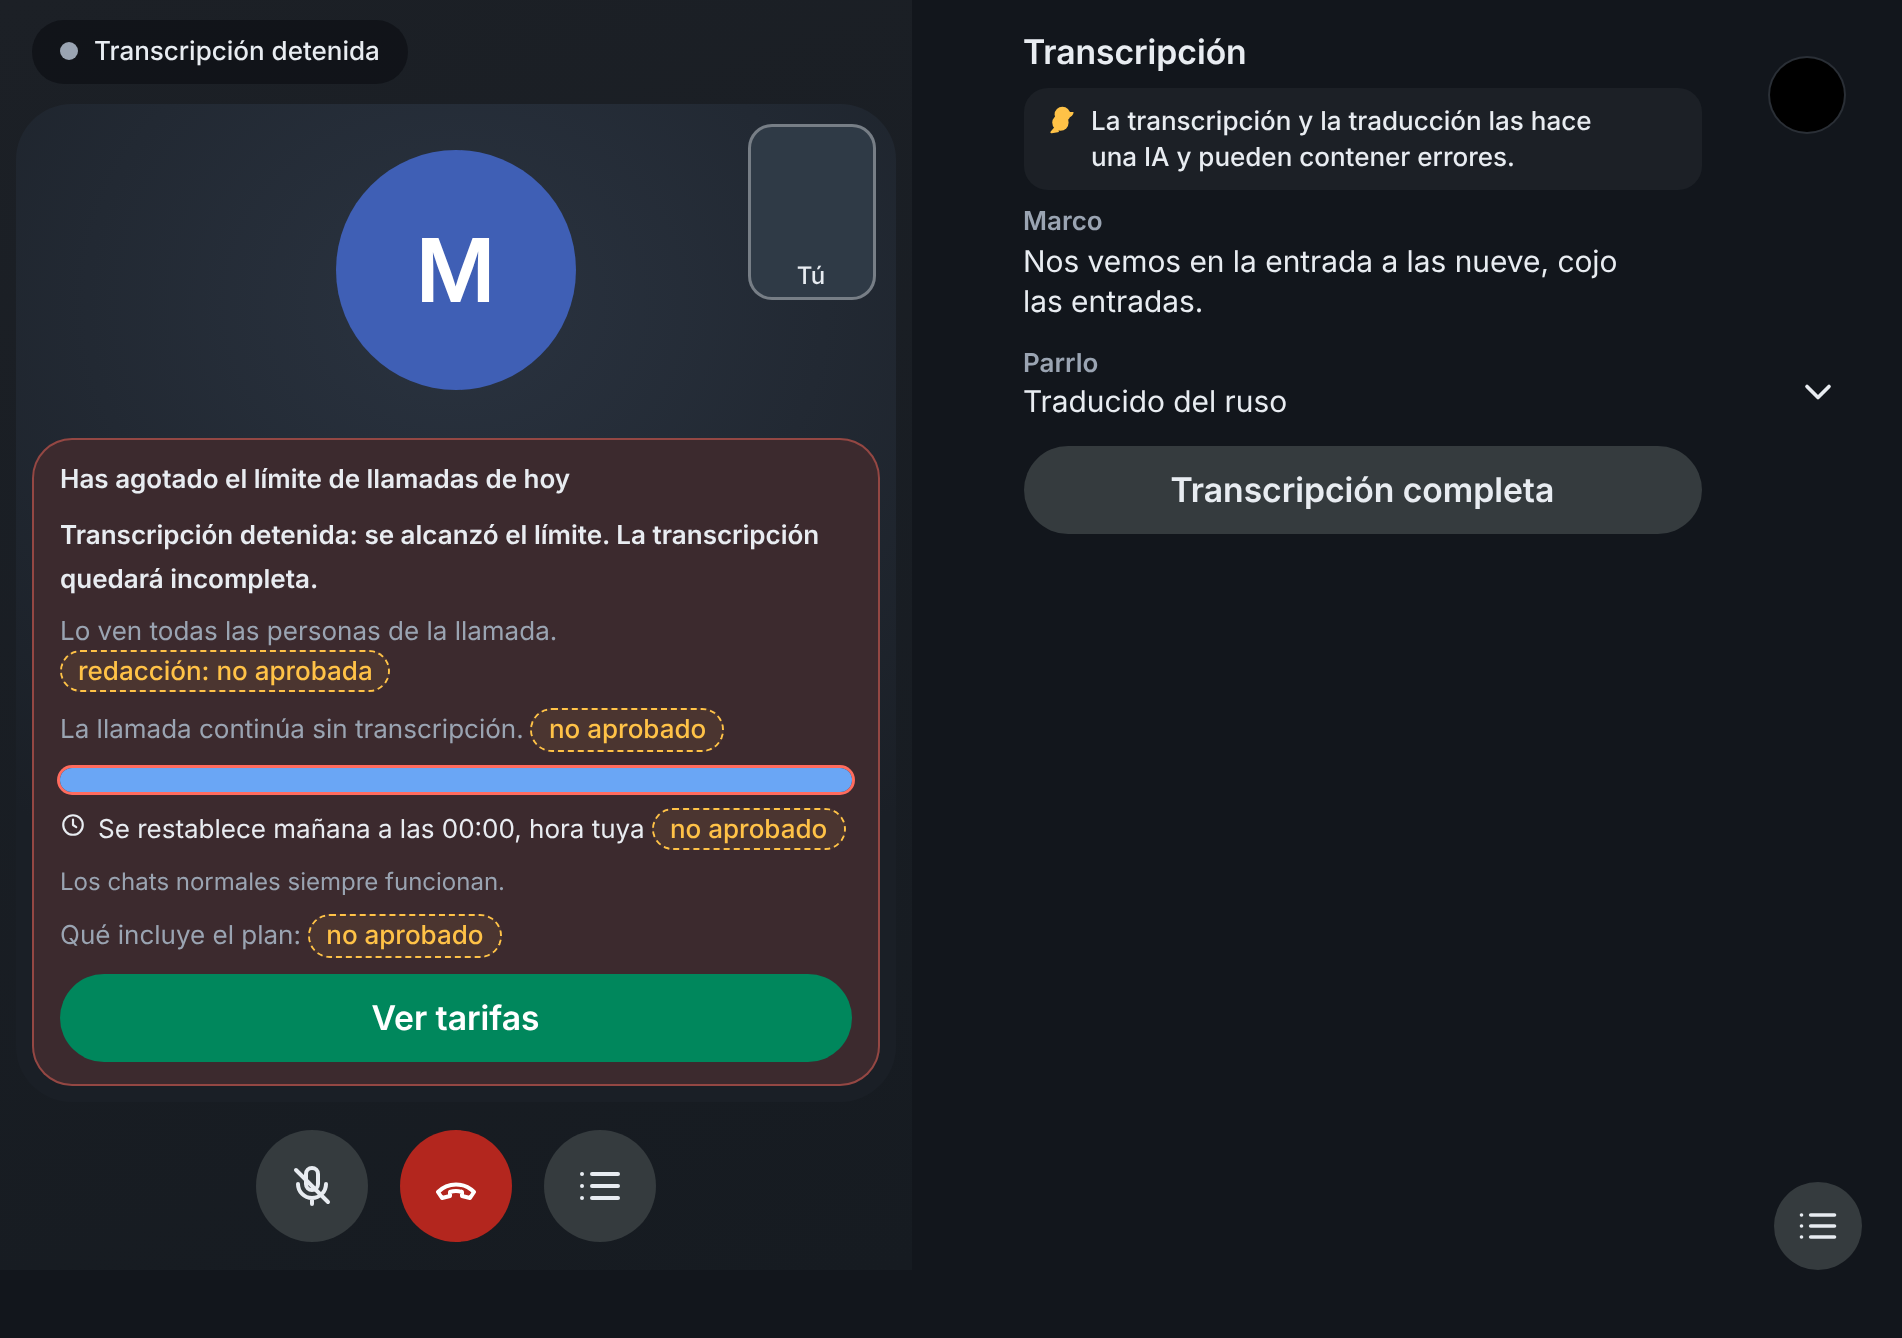 Transcripción detenida
M
Tú
Has agotado el límite de llamadas de hoy
Transcripción detenida: se alcanzó el límite. La transcripción
quedará incompleta.
Lo ven todas las personas de la llamada.
redacción: no aprobada
La llamada continúa sin transcripción. no aprobado
Se restablece mañana a las 00:00, hora tuya no aprobado
Los chats normales siempre funcionan.
Qué incluye el plan: no aprobado
Ver tarifas
Transcripción
La transcripción y la traducción las hace
una IA y pueden contener errores.
Marco
Nos vemos en la entrada a las nueve, cojo
las entradas.
Parrlo
Traducido del ruso
Transcripción completa